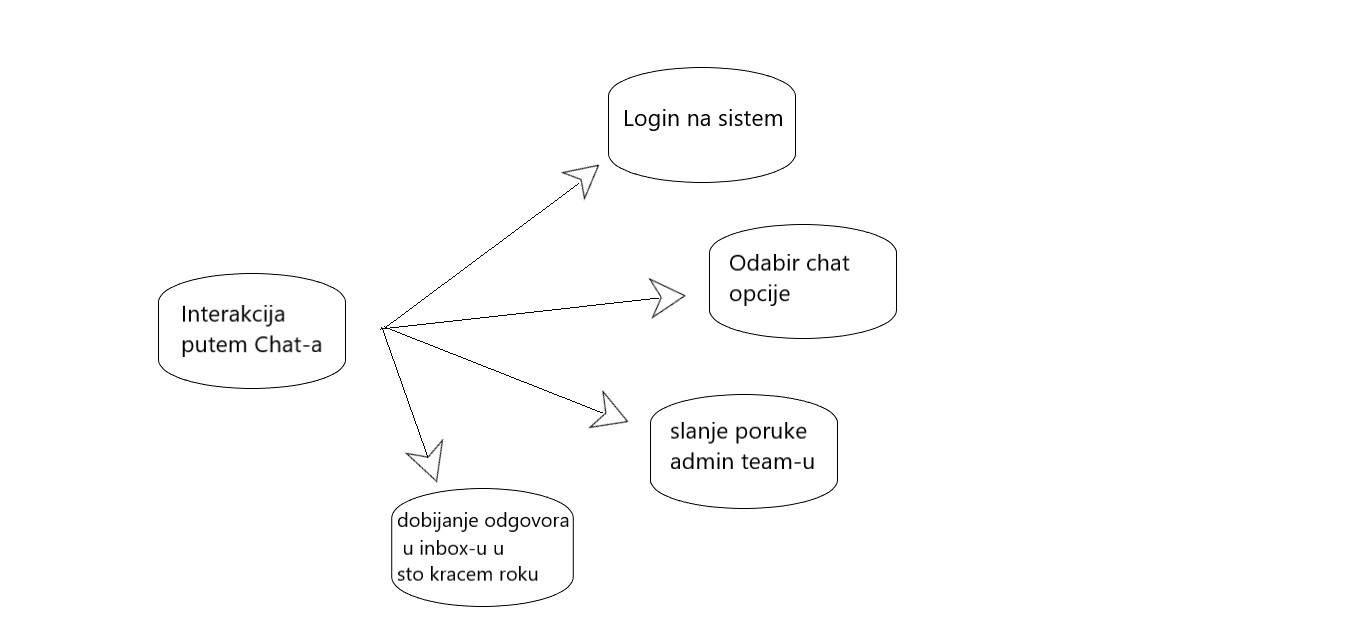 Login na sistem
Odabir chat
opcije
Interakcija
putem Chat-a
slanje poruke
admin team-u
dobijanje odgovora
u inbox-u u
sto kracem roku